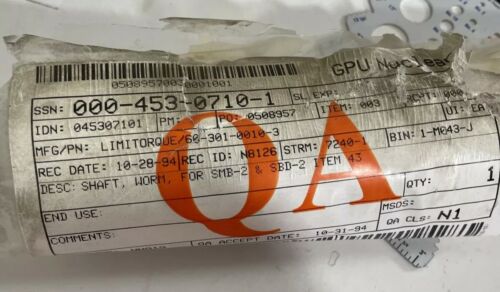 GPU Nuclear
05089570030001001
SSN: 000-453-0710-1 SL EXP:
IDN: 045307101 PM: PO: 0508957 ITEM: 003 UI: EA
MFG/PN: LIMITORQUE/60-301-0010-3
REC DATE: 10-28-94 REC ID: N8126 STRM: 7240-1 BIN: 1-M043-J
DESC: SHAFT, WORM, FOR SMB-2 & SBD-2 ITEM 43
QTY: 1
END USE:
MSDS:
COMMENTS:
QA CLS: N1
QA ACCEPT DATE: 10-31-94
QA